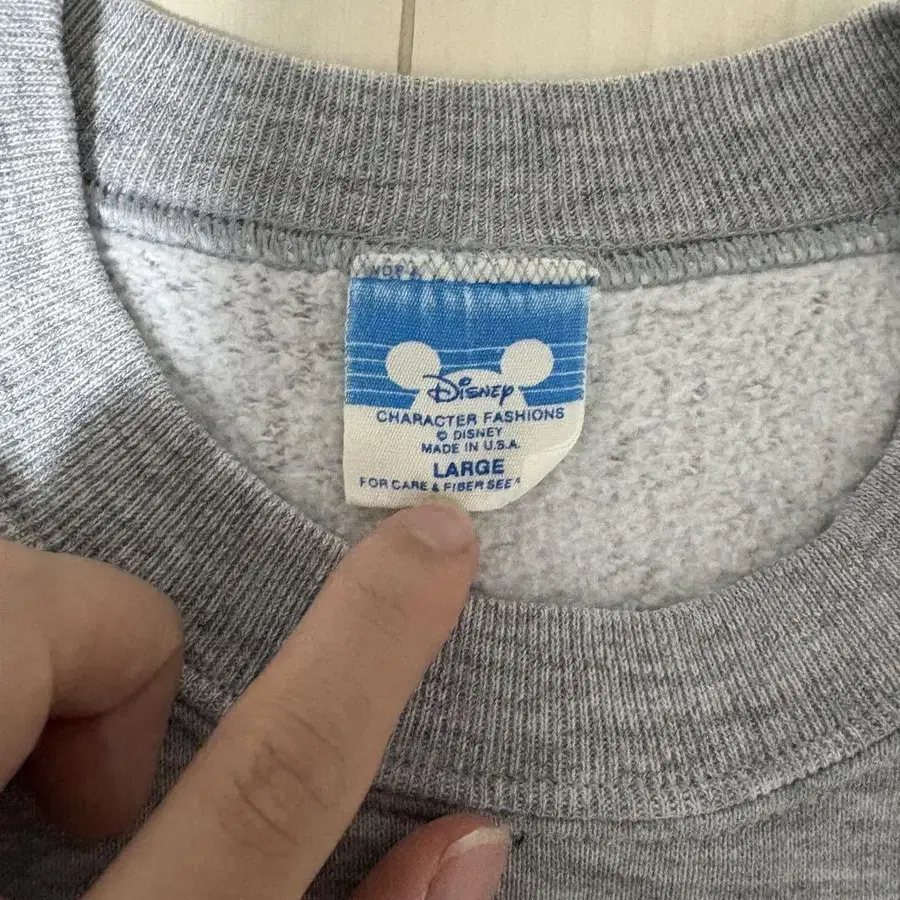 Disney
CHARACTER FASHIONS
© DISNEY
MADE IN U.S.A.
LARGE
FOR CARE & FIBER SEE